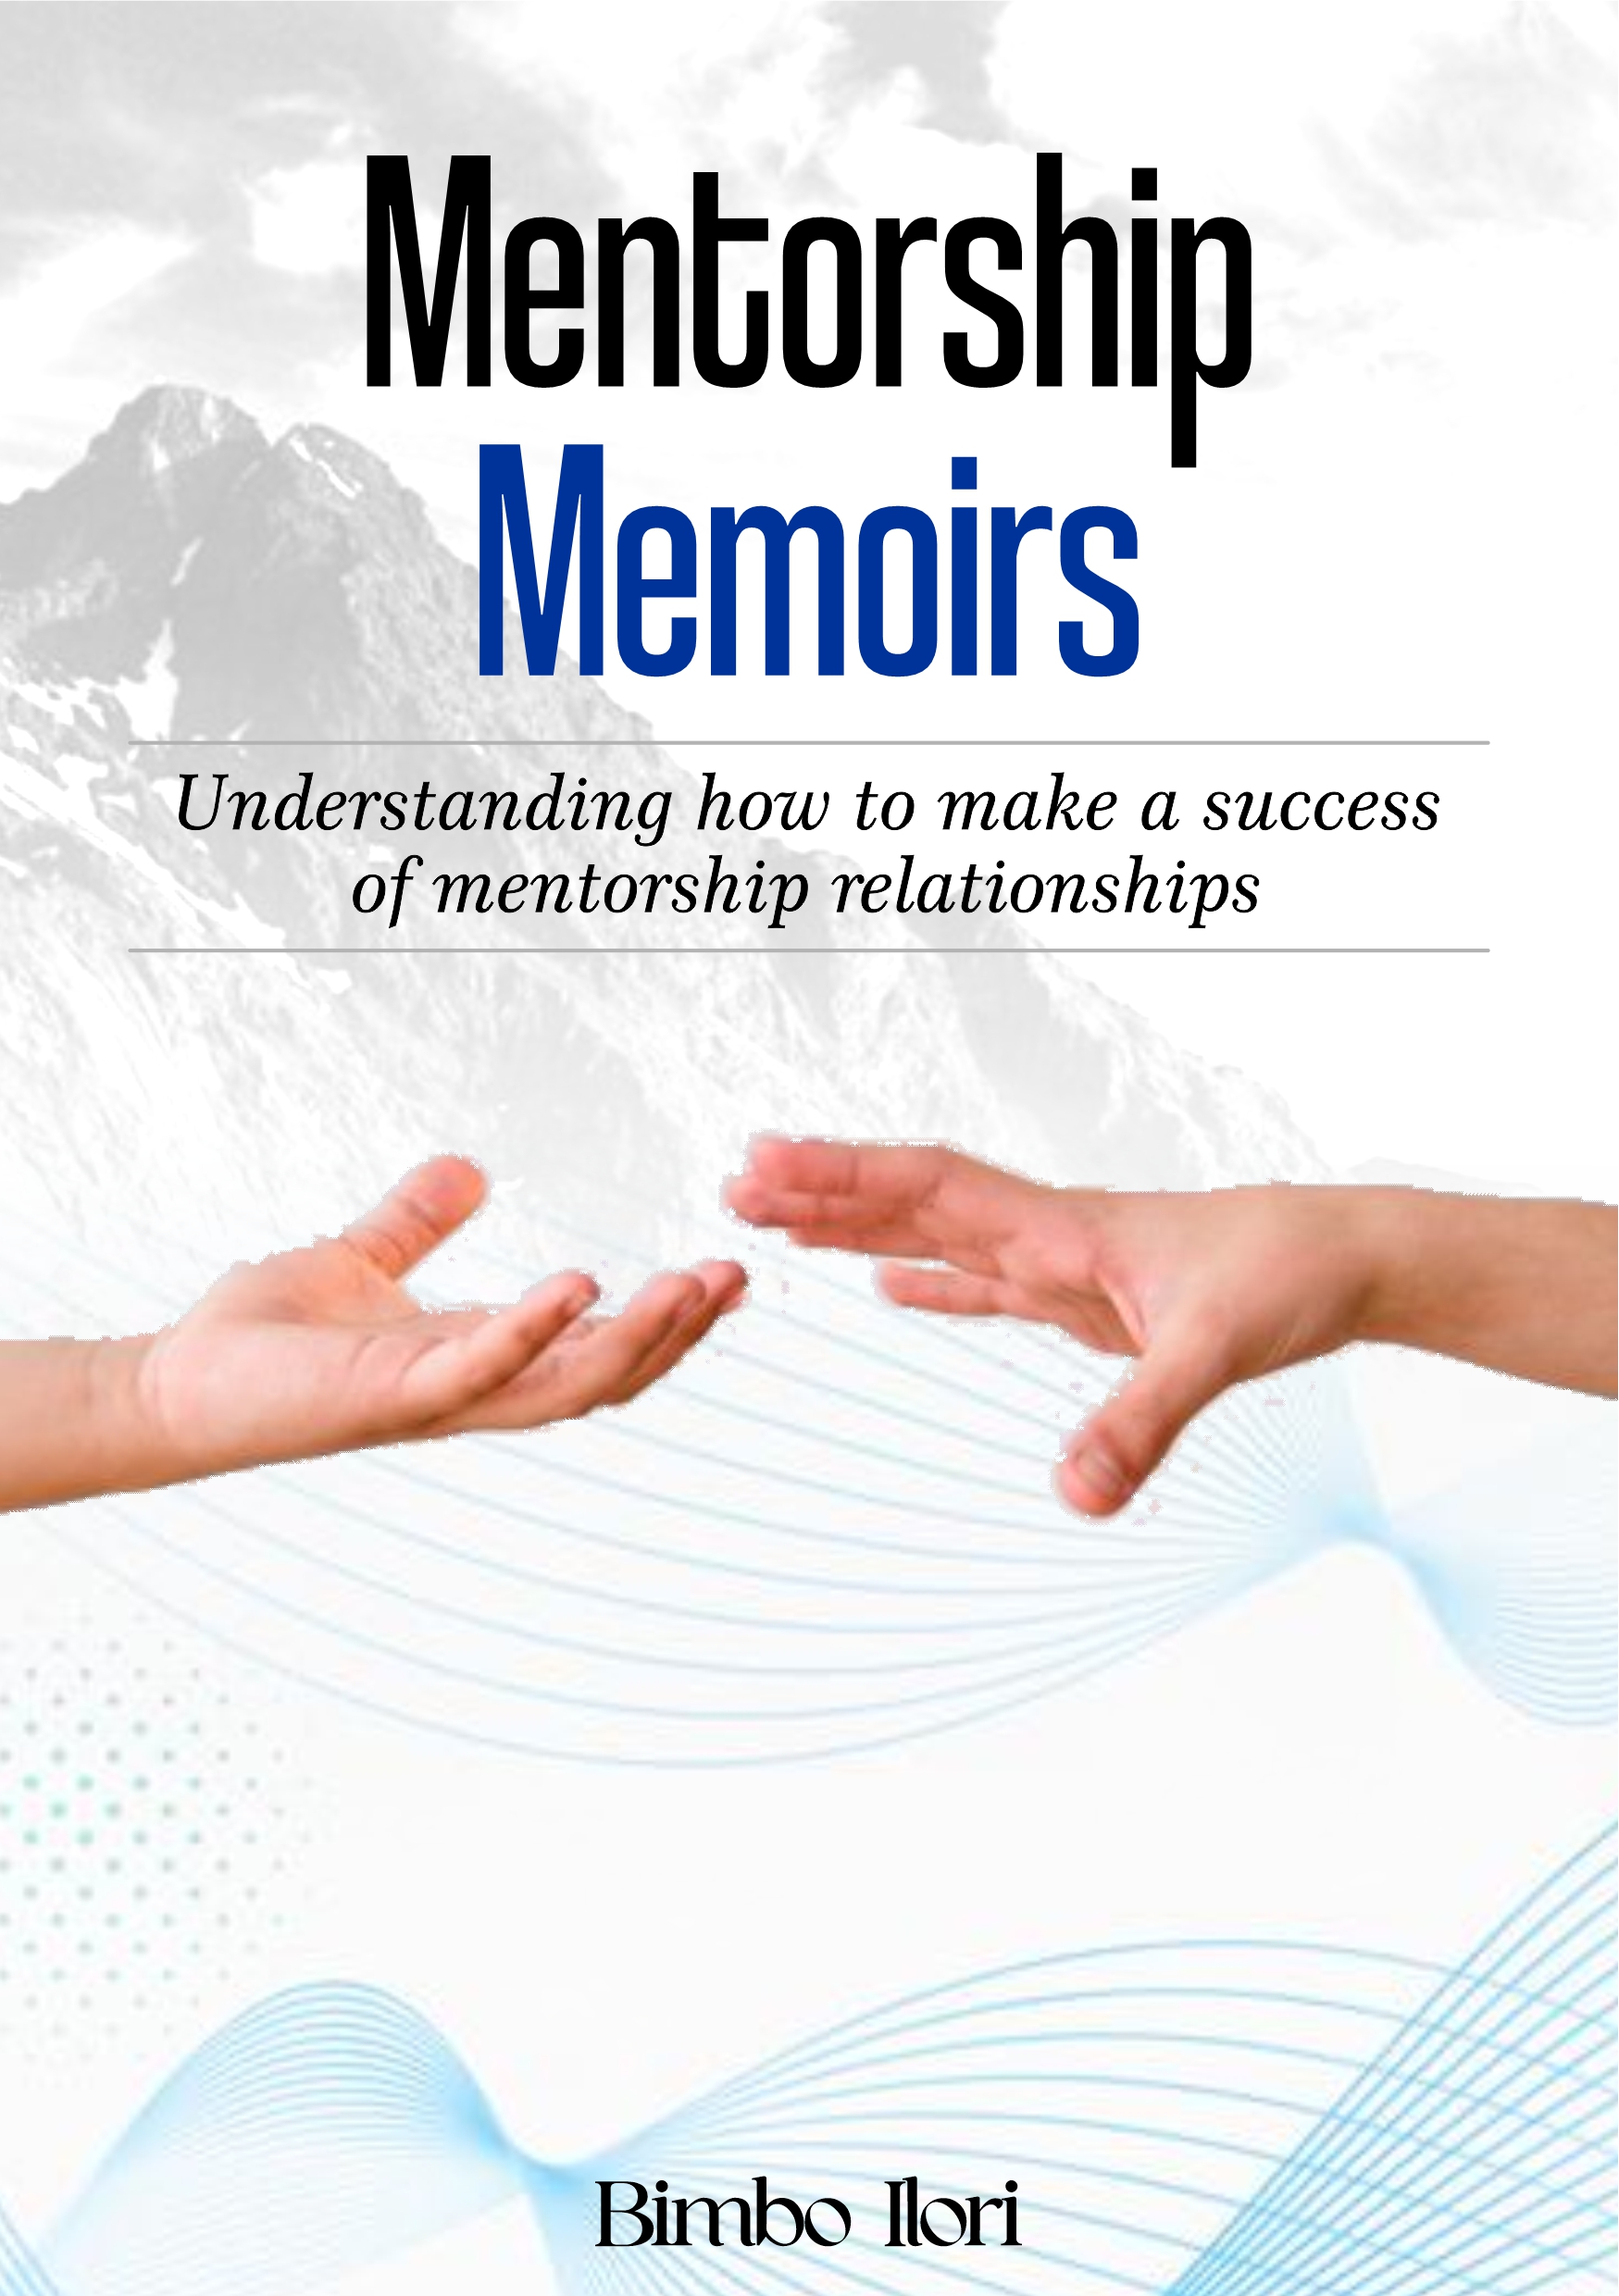 Mentorship
Memoirs
Understanding how to make a success
of mentorship relationships
Bimbo Ilori